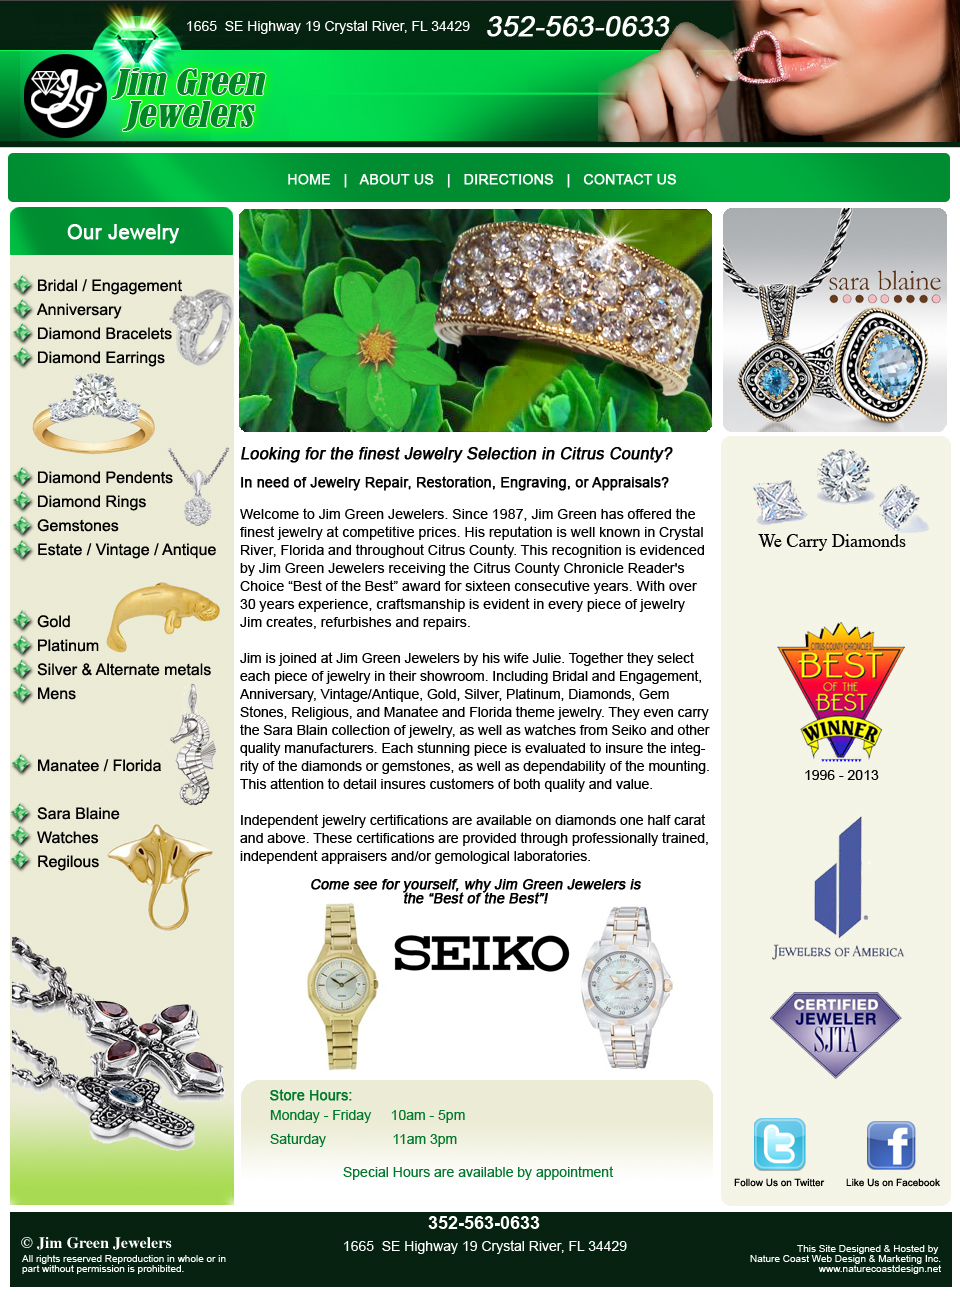 1665 SE Highway 19 Crystal River, FL 34429 352-563-0633
JG
Jim Green
Jewelers
HOME | ABOUT US | DIRECTIONS | CONTACT US
Our Jewelry
Bridal / Engagement
Anniversary
Diamond Bracelets
Diamond Earrings
Diamond Pendents
Diamond Rings
Gemstones
Estate / Vintage / Antique
Gold
Platinum
Silver & Alternate metals
Mens
Manatee / Florida
Sara Blaine
Watches
Regilous
sara blaine
Looking for the finest Jewelry Selection in Citrus County?
In need of Jewelry Repair, Restoration, Engraving, or Appraisals?
Welcome to Jim Green Jewelers. Since 1987, Jim Green has offered the
finest jewelry at competitive prices. His reputation is well known in Crystal
River, Florida and throughout Citrus County. This recognition is evidenced
by Jim Green Jewelers receiving the Citrus County Chronicle Reader's
Choice “Best of the Best” award for sixteen consecutive years. With over
30 years experience, craftsmanship is evident in every piece of jewelry
Jim creates, refurbishes and repairs.
Jim is joined at Jim Green Jewelers by his wife Julie. Together they select
each piece of jewelry in their showroom. Including Bridal and Engagement,
Anniversary, Vintage/Antique, Gold, Silver, Platinum, Diamonds, Gem
Stones, Religious, and Manatee and Florida theme jewelry. They even carry
the Sara Blain collection of jewelry, as well as watches from Seiko and other
quality manufacturers. Each stunning piece is evaluated to insure the integ-
rity of the diamonds or gemstones, as well as dependability of the mounting.
This attention to detail insures customers of both quality and value.
Independent jewelry certifications are available on diamonds one half carat
and above. These certifications are provided through professionally trained,
independent appraisers and/or gemological laboratories.
Come see for yourself, why Jim Green Jewelers is
the “Best of the Best”!
SEIKO
We Carry Diamonds
CITRUS COUNTY CHRONICLE'S
BEST
OF THE
BEST
WINNER
1996 - 2013
JEWELERS OF AMERICA
CERTIFIED
JEWELER
SJTA
Follow Us on Twitter
Like Us on Facebook
Store Hours:
Monday - Friday 10am - 5pm
Saturday 11am 3pm
Special Hours are available by appointment
352-563-0633
1665 SE Highway 19 Crystal River, FL 34429
© Jim Green Jewelers
All rights reserved Reproduction in whole or in
part without permission is prohibited.
This Site Designed & Hosted by
Nature Coast Web Design & Marketing Inc.
www.naturecoastdesign.net